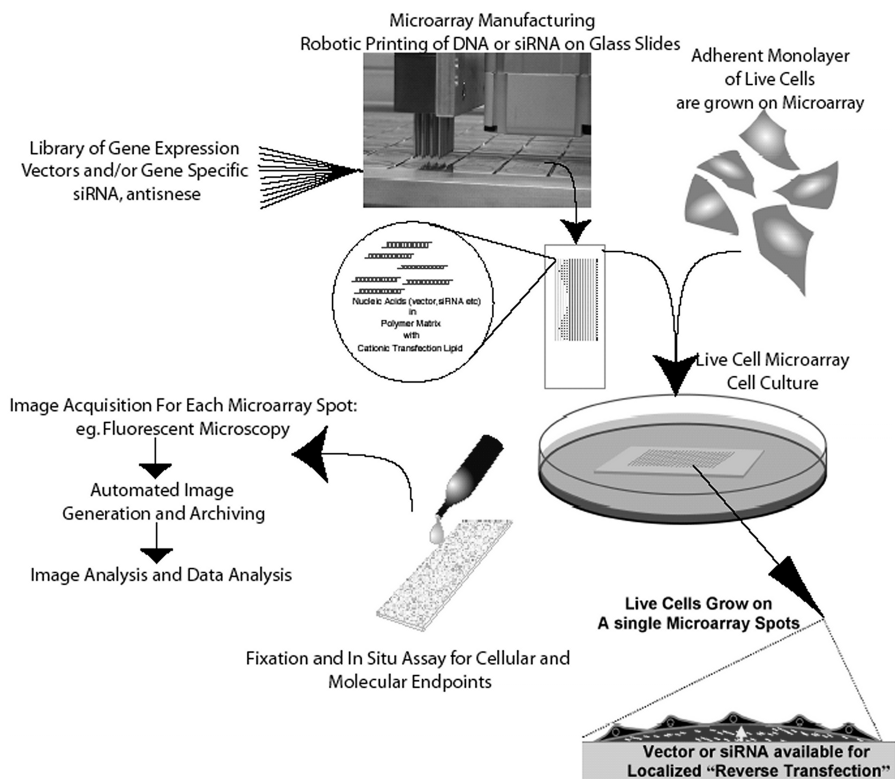 Microarray Manufacturing
Robotic Printing of DNA or siRNA on Glass Slides
Adherent Monolayer
of Live Cells
are grown on Microarray
Library of Gene Expression
Vectors and/or Gene Specific
siRNA, antisnese
Nucleic Acids (vector,siRNA etc)
in
Polymer Matrix
with
Cationic Transfection Lipid
Live Cell Microarray
Cell Culture
Image Acquisition For Each Microarray Spot:
eg. Fluorescent Microscopy
Automated Image
Generation and Archiving
Image Analysis and Data Analysis
Live Cells Grow on
A single Microarray Spots
Fixation and In Situ Assay for Cellular and
Molecular Endpoints
Vector or siRNA available for
Localized “Reverse Transfection”